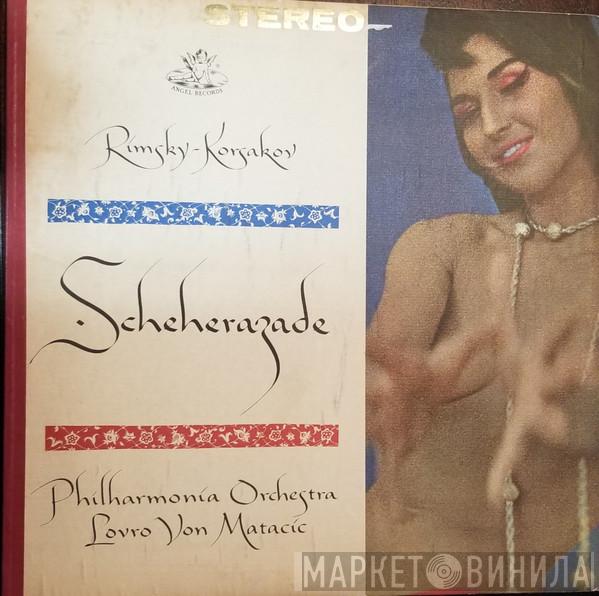 STEREO
ANGEL RECORDS
Rimsky-Korsakov
Scheherazade
Philharmonia Orchestra
Lovro Von Matacic
МАРКЕТ ВИНИЛА